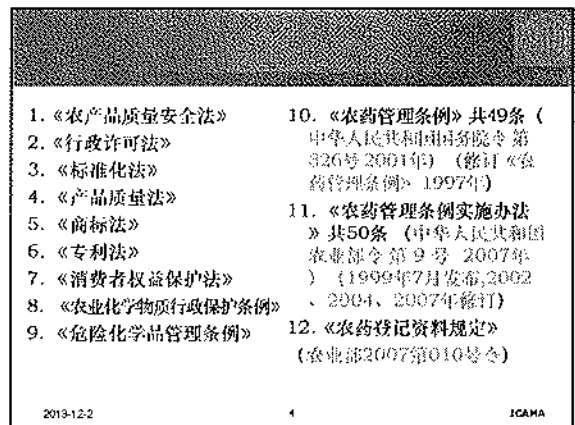 1. 《农产品质量安全法》
2. 《行政许可法》
3. 《标准化法》
4. 《产品质量法》
5. 《商标法》
6. 《专利法》
7. 《消费者权益保护法》
8. 《农业化学物质行政保护条例》
9. 《危险化学品管理条例》
10. 《农药管理条例》共49条（
中华人民共和国国务院令 第
326号 2001年） （修订《农
药管理条例》 1997年）
11. 《农药管理条例实施办法
》共50条 （中华人民共和国
农业部令 第 9 号 2007年
） （1999年7月发布,2002
、2004、2007年修订）
12. 《农药登记资料规定》
（农业部2007第010号令）
2013-12-2
4
ICAMA